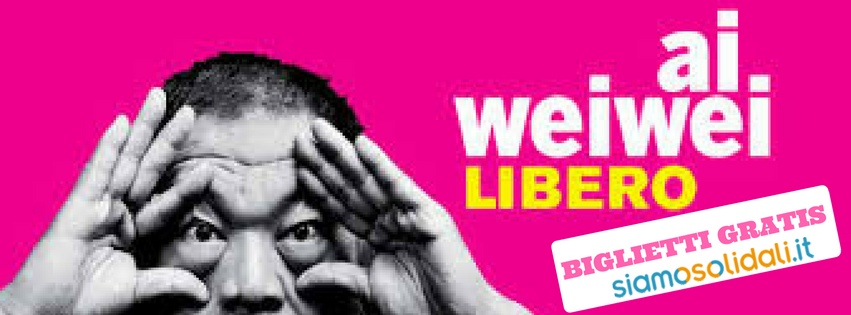 ai
weiwei
LIBERO
BIGLIETTI GRATIS
siamosolidali.it